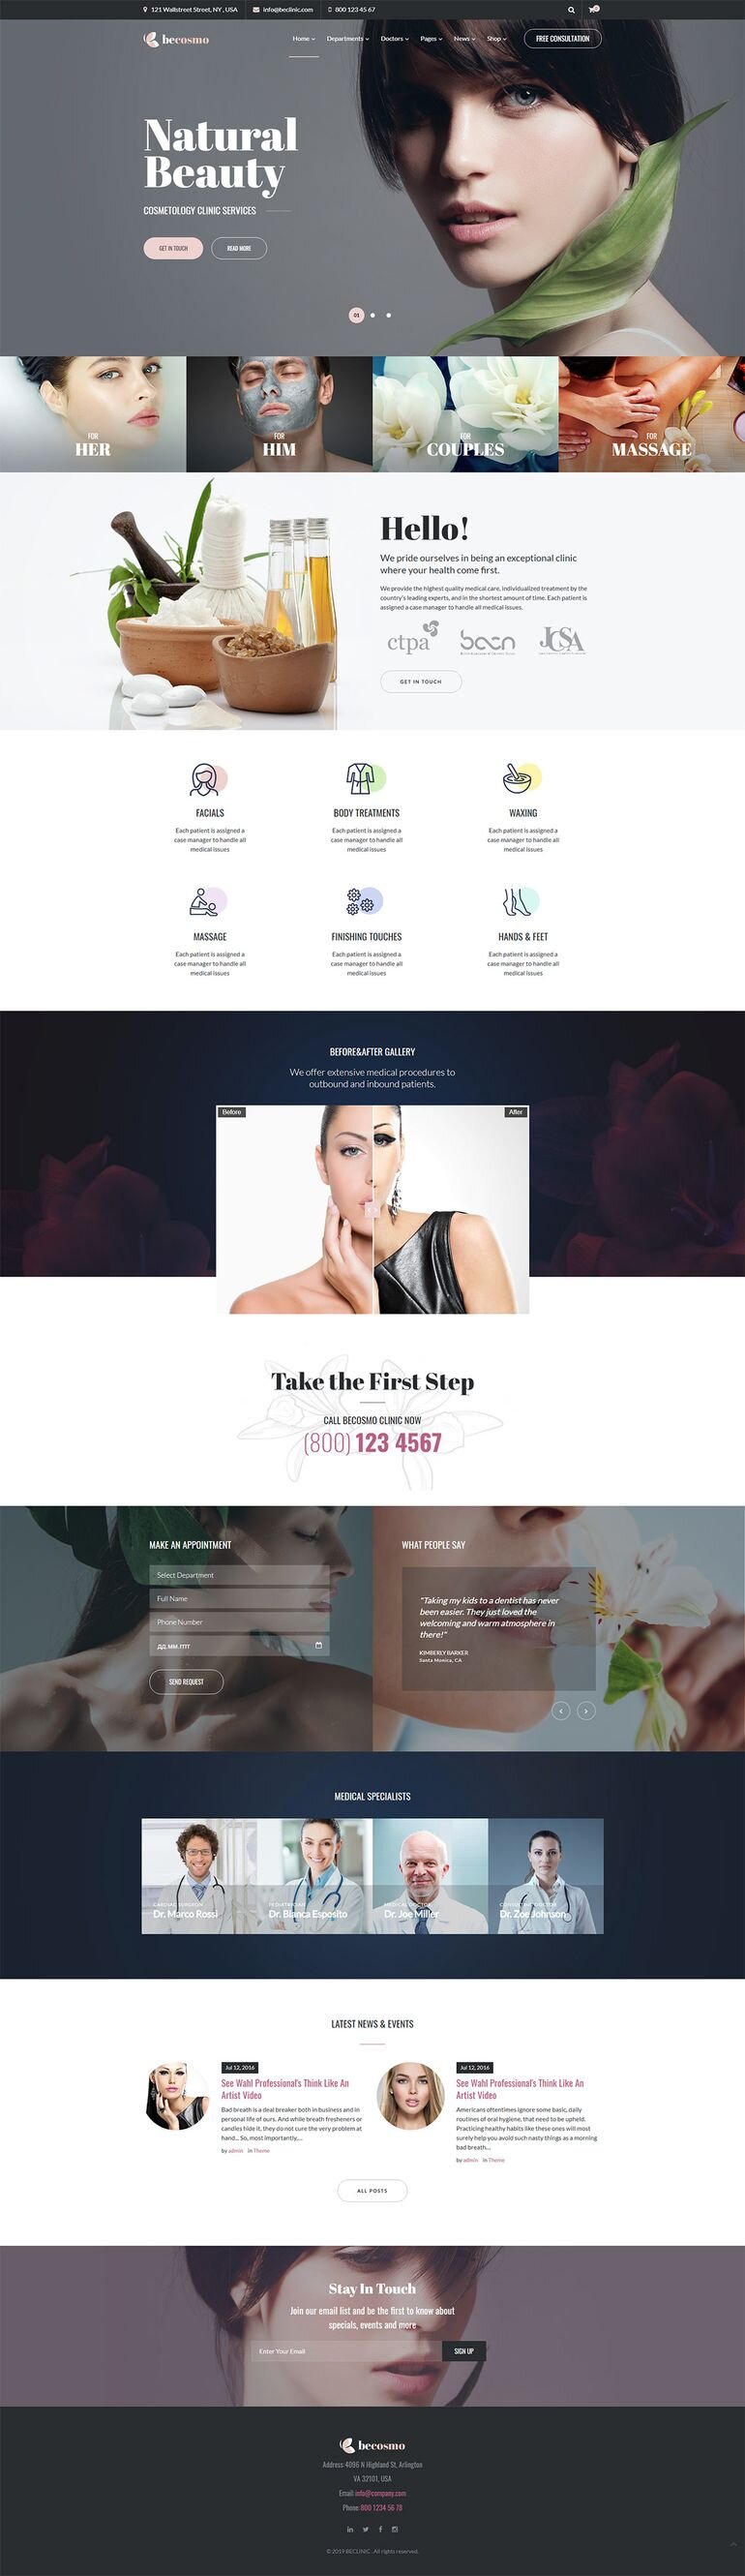 121 Wallstreet Street, NY, USA
info@beclinic.com
800 123 45 67
0
becosmo
Home
Departments
Doctors
Pages
News
Shop
FREE CONSULTATION
Natural
Beauty
COSMETOLOGY CLINIC SERVICES
GET IN TOUCH
READ MORE
01
FOR
HER
FOR
HIM
FOR
COUPLES
FOR
MASSAGE
Hello!
We pride ourselves in being an exceptional clinic
where your health come first.
We provide the highest quality medical care, individualized treatment by the
country's leading experts, and in the shortest amount of time. Each patient is
assigned a case manager to handle all medical issues.
ctpa
bacn
JCSA
GET IN TOUCH
FACIALS
Each patient is assigned a
case manager to handle all
medical issues
BODY TREATMENTS
Each patient is assigned a
case manager to handle all
medical issues
WAXING
Each patient is assigned a
case manager to handle all
medical issues
MASSAGE
Each patient is assigned a
case manager to handle all
medical issues
FINISHING TOUCHES
Each patient is assigned a
case manager to handle all
medical issues
HANDS & FEET
Each patient is assigned a
case manager to handle all
medical issues
BEFORE&AFTER GALLERY
We offer extensive medical procedures to
outbound and inbound patients.
Before
After
Take the First Step
CALL BECOSMO CLINIC NOW
(800) 123 4567
MAKE AN APPOINTMENT
Select Department
Full Name
Phone Number
ДД.ММ.ГГГГ
SEND REQUEST
WHAT PEOPLE SAY
"Taking my kids to a dentist has never
been easier. They just loved the
welcoming and warm atmosphere in
there!"
KIMBERLY BARKER
Santa Monica, CA
MEDICAL SPECIALISTS
CARDIAC SURGEON
Dr. Marco Rossi
PEDIATRICIAN
Dr. Bianca Esposito
Dr. Joe Miller
Dr. Zoe Johnson
LATEST NEWS & EVENTS
Jul 12, 2016
See Wahl Professional's Think Like An
Artist Video
Bad breath is a deal breaker both in business and in
personal life of ours. And while breath fresheners or
candies hide it, they do not cure the very problem at
hand... So, most importantly,...
by admin in Theme
Jul 12, 2016
See Wahl Professional's Think Like An
Artist Video
Americans oftentimes ignore some basic, daily
routines of oral hygiene, that need to be upheld.
Practicing healthy habits like these ones will most
surely help you avoid such nasty things as a morning
bad breath...
by admin in Theme
ALL POSTS
Stay In Touch
Join our email list and be the first to know about
specials, events and more
Enter Your Email
SIGN UP
becosmo
Address: 4096 N Highland St, Arlington
VA 32101, USA
Email: info@company.com
Phone: 800 1234 56 78
© 2019 BECLINIC. All rights reserved.